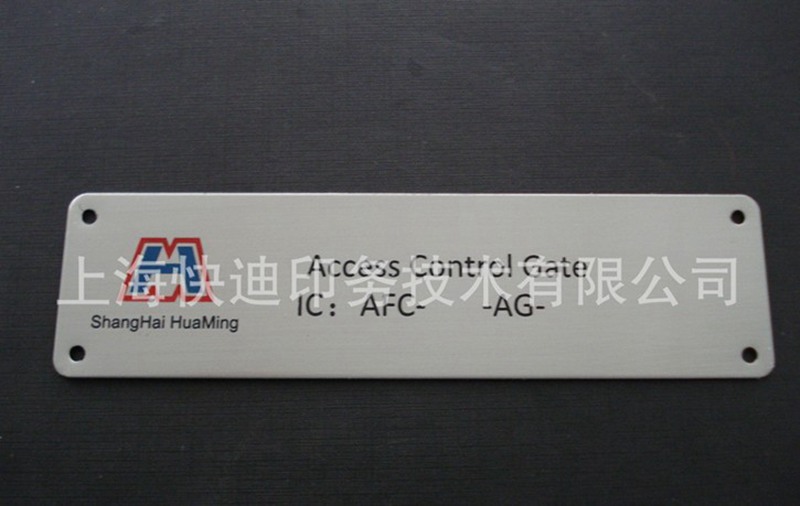 Access Control Gate
上海快迪印务技术有限公司
IC： AFC-      -AG-
ShangHai HuaMing